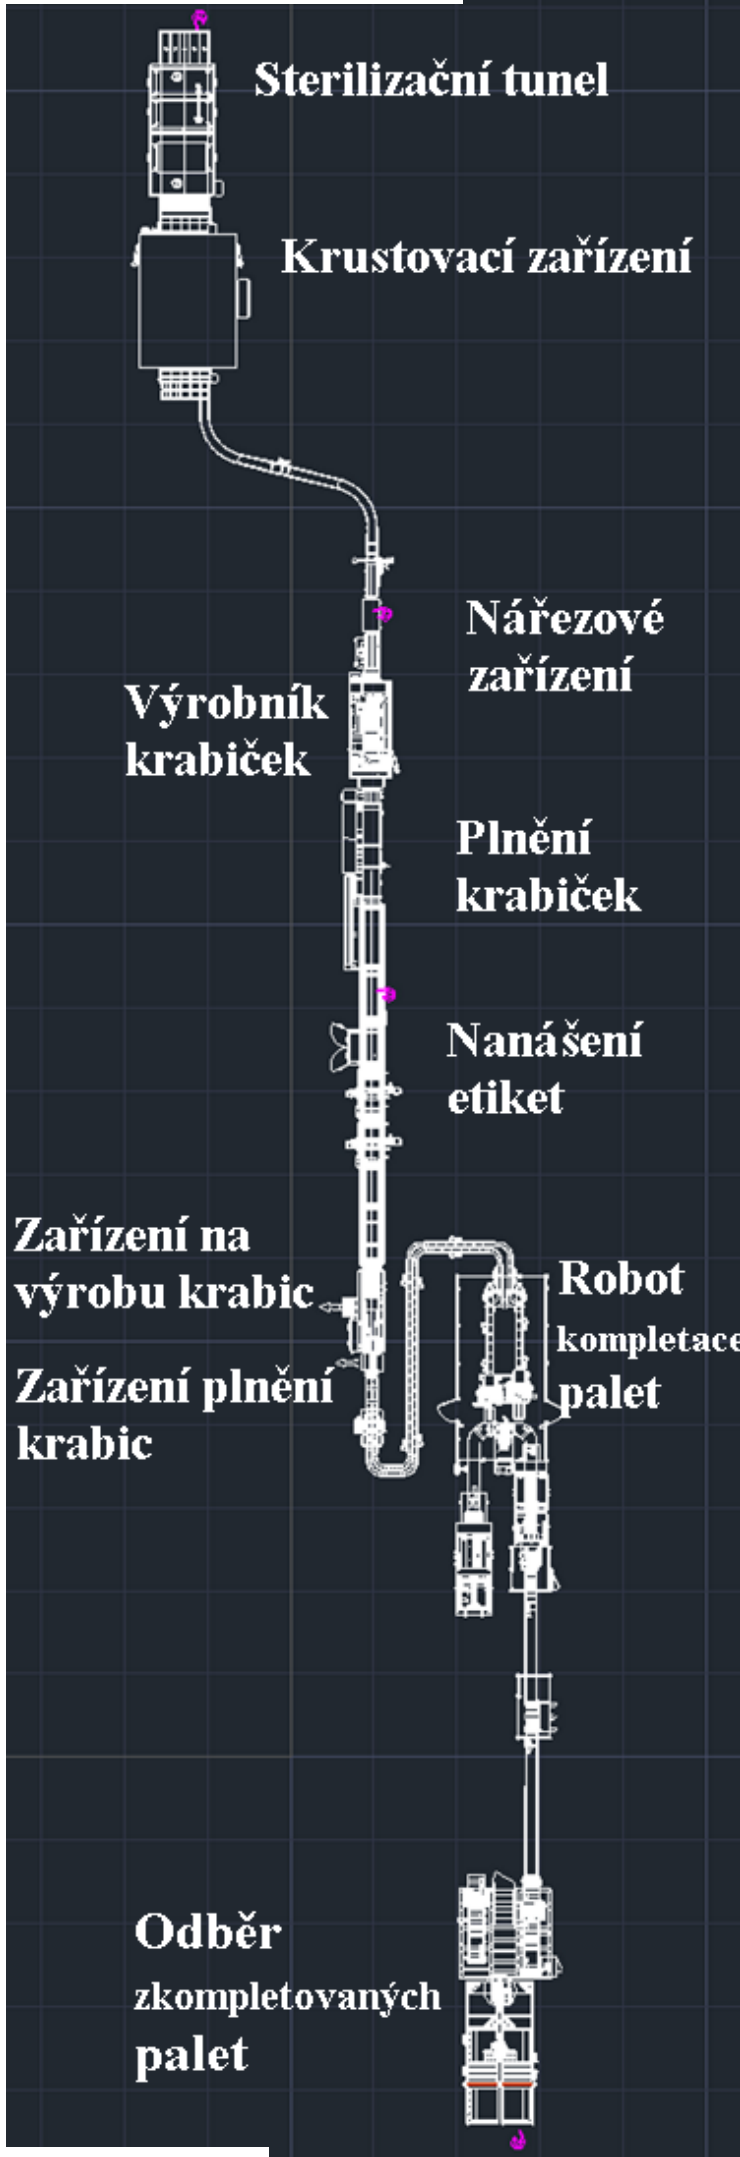 Sterilizační tunel
Krustovací zařízení
Nářezové
zařízení
Výrobník
krabiček
Plnění
krabiček
Nanášení
etiket
Zařízení na
výrobu krabic
Zařízení plnění
krabic
Robot
kompletace
palet
Odběr
zkompletovaných
palet